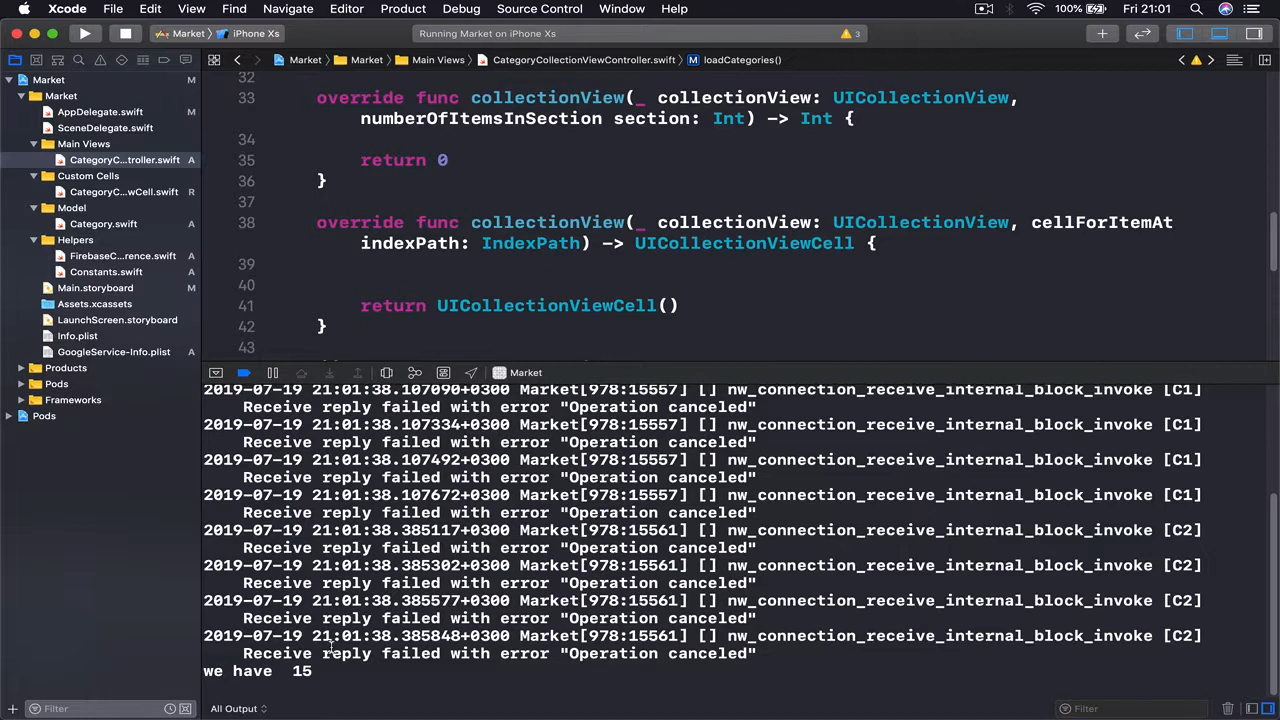 Xcode File Edit View Find Navigate Editor Product Debug Source Control Window Help 100% Fri 21:01
Market iPhone Xs Running Market on iPhone Xs 3
Market Market Main Views CategoryCollectionViewController.swift M loadCategories()
Market M
Market
AppDelegate.swift M
SceneDelegate.swift
Main Views
CategoryC...troller.swift A
Custom Cells
CategoryC...wCell.swift R
Model
Category.swift A
Helpers
FirebaseC...rence.swift A
Constants.swift A
Main.storyboard M
Assets.xcassets
LaunchScreen.storyboard
Info.plist
GoogleService-Info.plist A
Products
Pods
Frameworks
Pods
32
33 override func collectionView(_ collectionView: UICollectionView,
numberOfItemsInSection section: Int) -> Int {
34
35 return 0
36 }
37
38 override func collectionView(_ collectionView: UICollectionView, cellForItemAt
indexPath: IndexPath) -> UICollectionViewCell {
39
40
41 return UICollectionViewCell()
42 }
43
Market
2019-07-19 21:01:38.107090+0300 Market[978:15557] [] nw_connection_receive_internal_block_invoke [C1]
Receive reply failed with error "Operation canceled"
2019-07-19 21:01:38.107334+0300 Market[978:15557] [] nw_connection_receive_internal_block_invoke [C1]
Receive reply failed with error "Operation canceled"
2019-07-19 21:01:38.107492+0300 Market[978:15557] [] nw_connection_receive_internal_block_invoke [C1]
Receive reply failed with error "Operation canceled"
2019-07-19 21:01:38.107672+0300 Market[978:15557] [] nw_connection_receive_internal_block_invoke [C1]
Receive reply failed with error "Operation canceled"
2019-07-19 21:01:38.385117+0300 Market[978:15561] [] nw_connection_receive_internal_block_invoke [C2]
Receive reply failed with error "Operation canceled"
2019-07-19 21:01:38.385302+0300 Market[978:15561] [] nw_connection_receive_internal_block_invoke [C2]
Receive reply failed with error "Operation canceled"
2019-07-19 21:01:38.385577+0300 Market[978:15561] [] nw_connection_receive_internal_block_invoke [C2]
Receive reply failed with error "Operation canceled"
2019-07-19 21:01:38.385848+0300 Market[978:15561] [] nw_connection_receive_internal_block_invoke [C2]
Receive reply failed with error "Operation canceled"
we have  15
Filter All Output Filter